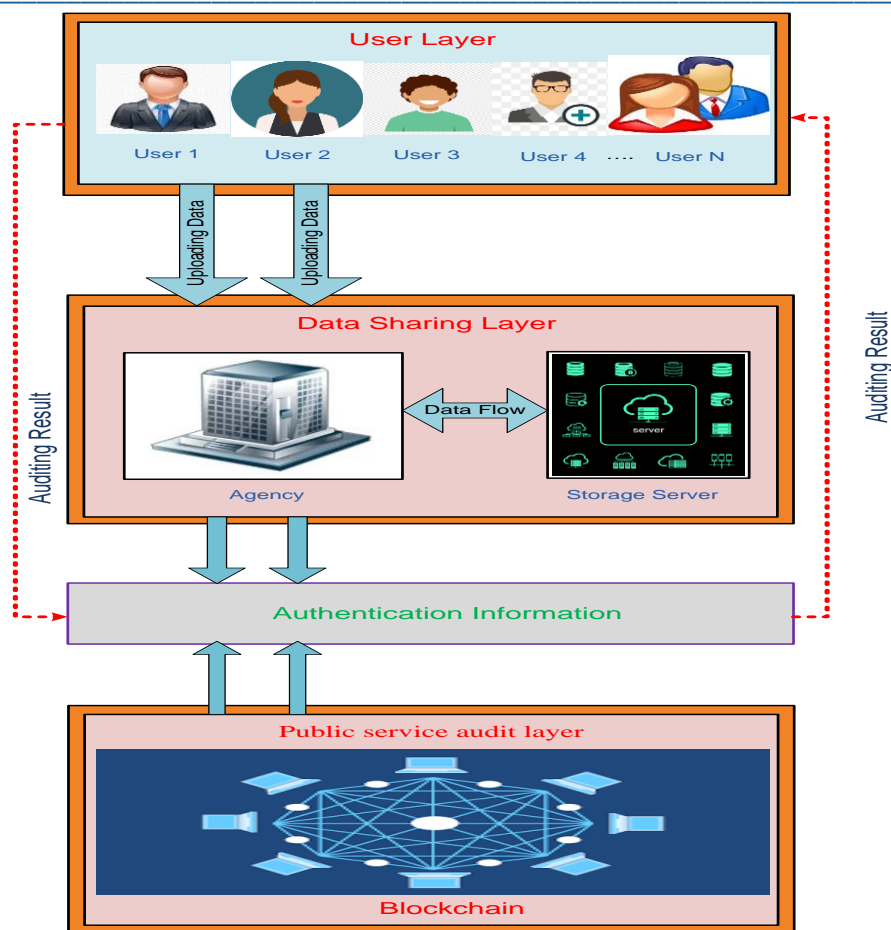 User Layer
User 1
User 2
User 3
User 4
....
User N
Uploading Data
Uploading Data
Data Sharing Layer
Data Flow
server
Agency
Storage Server
Auditing Result
Auditing Result
Authentication Information
Public service audit layer
Blockchain